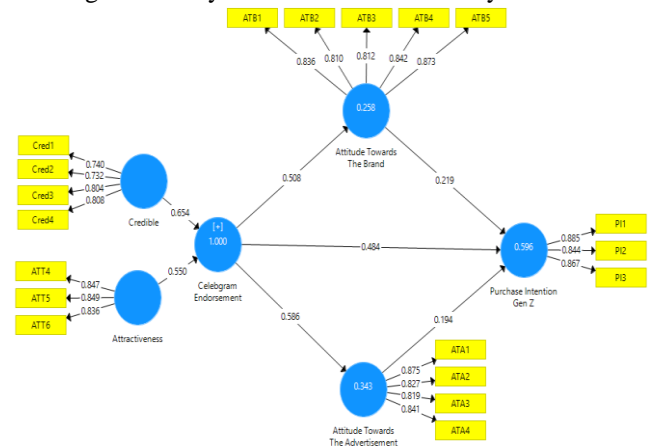 ATB1 ATB2 ATB3 ATB4 ATB5
0.836 0.810 0.812 0.842 0.873
0.258
Attitude Towards
The Brand
Cred1
Cred2
Cred3
Cred4
0.740
0.732
0.804
0.808
Credible
0.654
0.508
0.219
[+]
1.000
Celebgram
Endorsement
0.484
0.596
Purchase Intention
Gen Z
0.885
0.844
0.867
PI1
PI2
PI3
ATT4
ATT5
ATT6
0.847
0.849
0.836
Attractiveness
0.550
0.586
0.194
0.343
Attitude Towards
The Advertisement
0.875
0.827
0.819
0.841
ATA1
ATA2
ATA3
ATA4